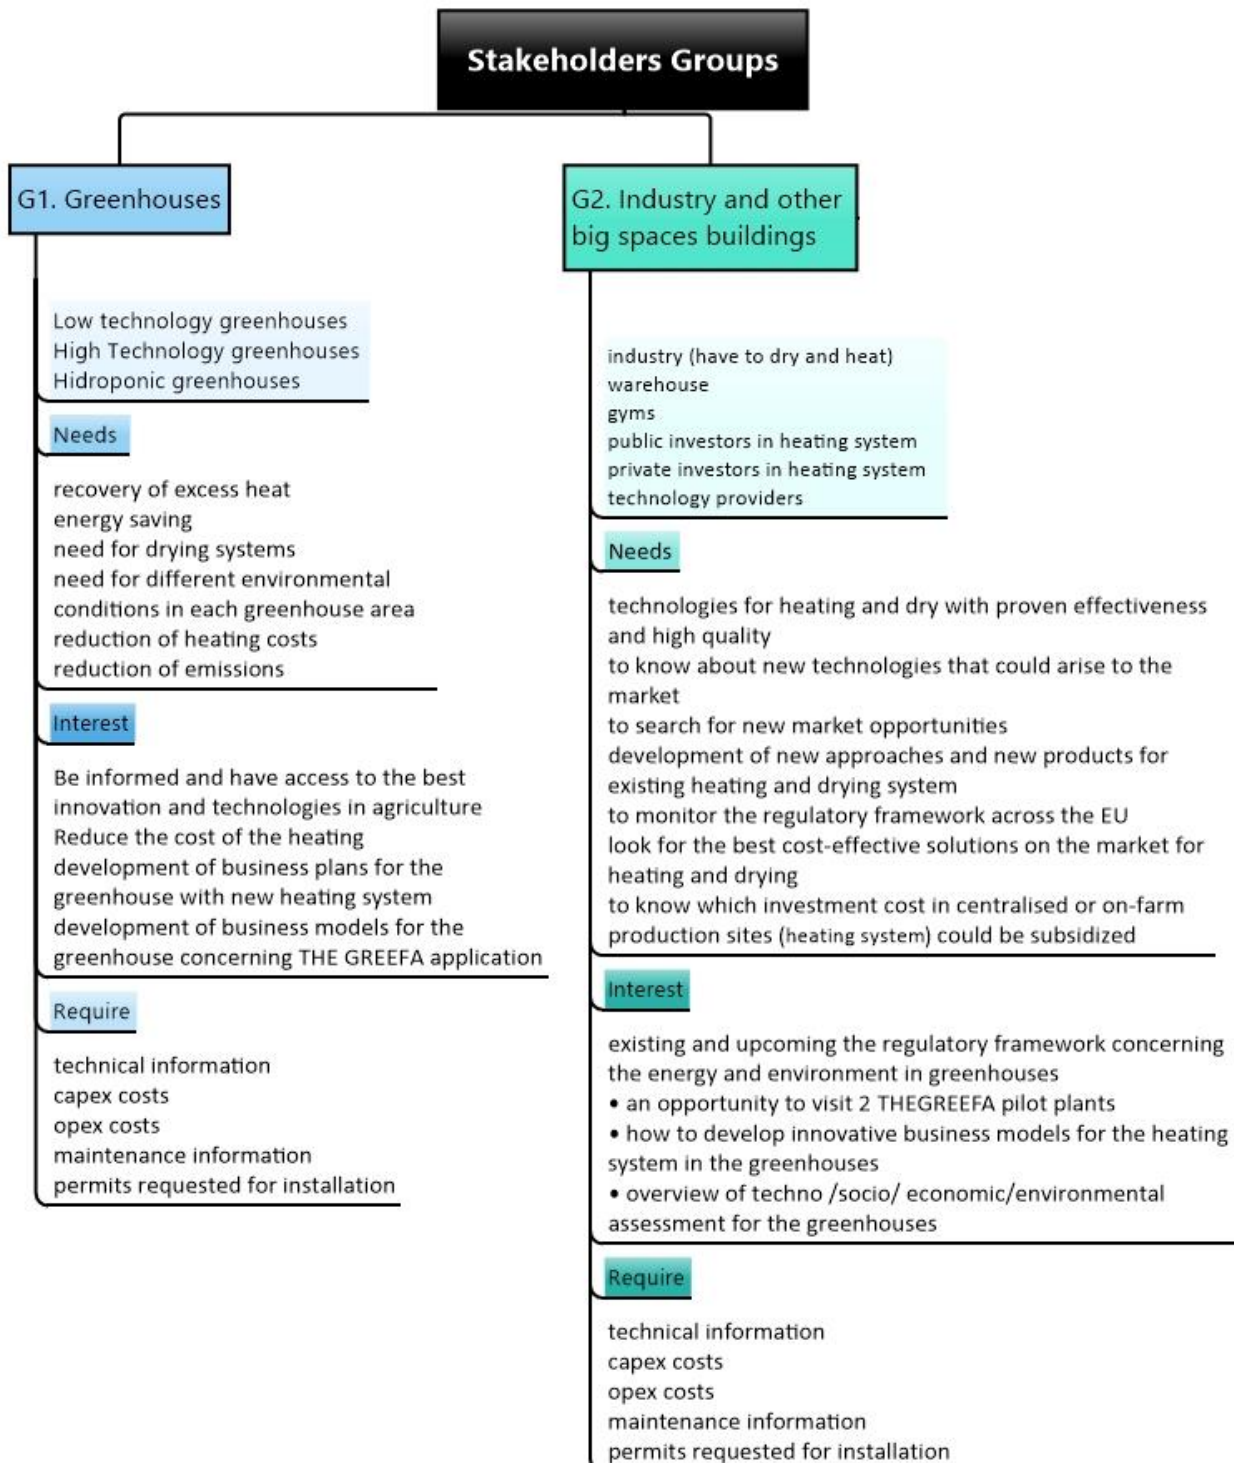 Stakeholders Groups
G1. Greenhouses
Low technology greenhouses
High Technology greenhouses
Hidroponic greenhouses
Needs
recovery of excess heat
energy saving
need for drying systems
need for different environmental
conditions in each greenhouse area
reduction of heating costs
reduction of emissions
Interest
Be informed and have access to the best
innovation and technologies in agriculture
Reduce the cost of the heating
development of business plans for the
greenhouse with new heating system
development of business models for the
greenhouse concerning THE GREEFA application
Require
technical information
capex costs
opex costs
maintenance information
permits requested for installation
G2. Industry and other
big spaces buildings
industry (have to dry and heat)
warehouse
gyms
public investors in heating system
private investors in heating system
technology providers
Needs
technologies for heating and dry with proven effectiveness
and high quality
to know about new technologies that could arise to the
market
to search for new market opportunities
development of new approaches and new products for
existing heating and drying system
to monitor the regulatory framework across the EU
look for the best cost-effective solutions on the market for
heating and drying
to know which investment cost in centralised or on-farm
production sites (heating system) could be subsidized
Interest
existing and upcoming the regulatory framework concerning
the energy and environment in greenhouses
• an opportunity to visit 2 THEGREEFA pilot plants
• how to develop innovative business models for the heating
system in the greenhouses
• overview of techno /socio/ economic/environmental
assessment for the greenhouses
Require
technical information
capex costs
opex costs
maintenance information
permits requested for installation